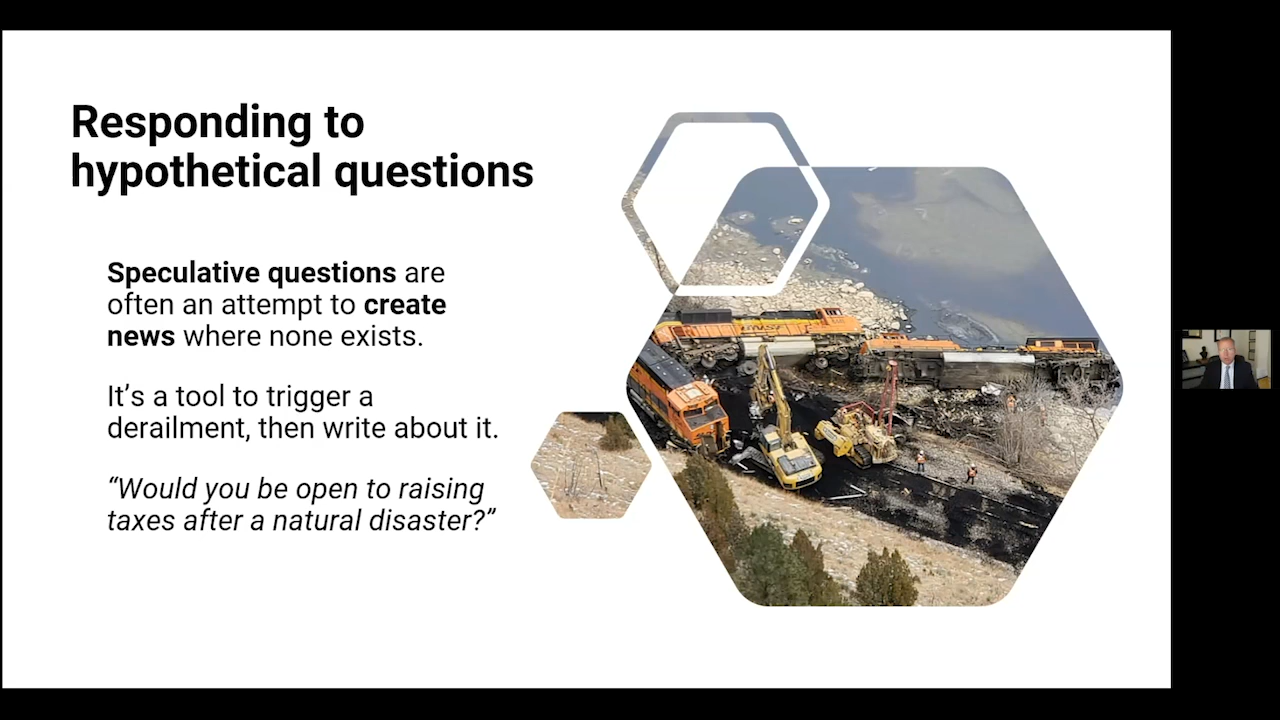 Responding to
hypothetical questions
Speculative questions are
often an attempt to create
news where none exists.
It’s a tool to trigger a
derailment, then write about it.
“Would you be open to raising
taxes after a natural disaster?”